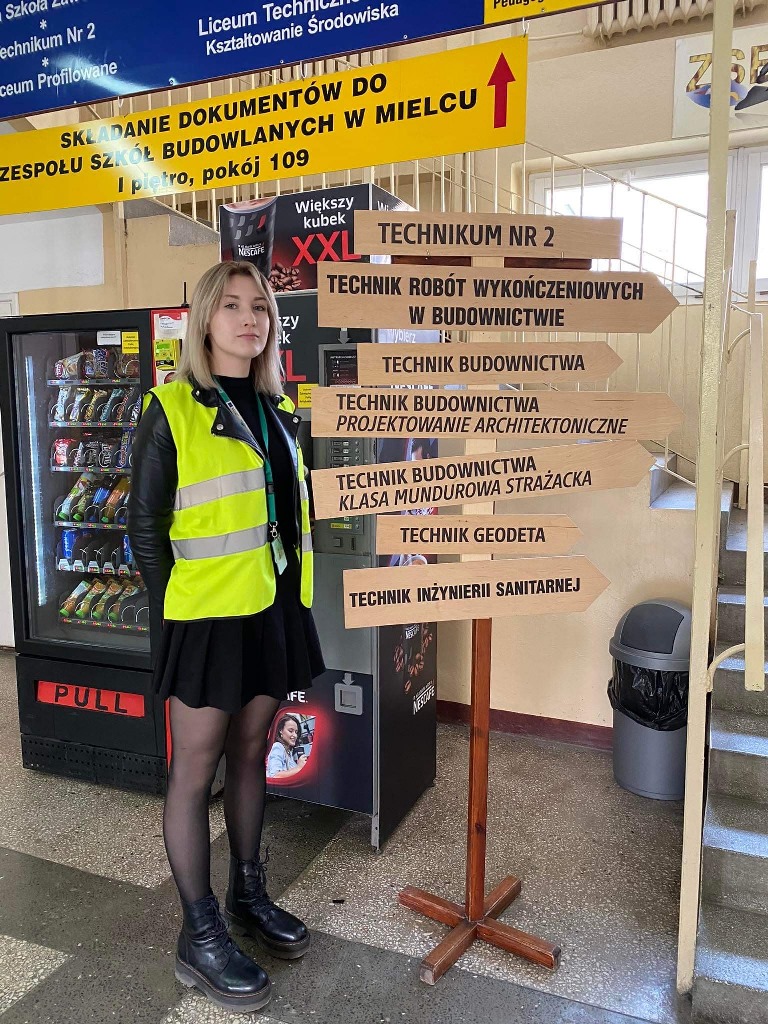 Szkoła
Technikum Nr 2
*
Liceum Profilowane
Liceum Techniczne
Kształtowanie Środowiska
SKŁADANIE DOKUMENTÓW DO
ZESPOŁU SZKÓŁ BUDOWLANYCH W MIELCU
I piętro, pokój 109
Większy
kubek
XXL
NESCAFÉ
TECHNIKUM NR 2
TECHNIK ROBÓT WYKOŃCZENIOWYCH
W BUDOWNICTWIE
TECHNIK BUDOWNICTWA
TECHNIK BUDOWNICTWA
PROJEKTOWANIE ARCHITEKTONICZNE
TECHNIK BUDOWNICTWA
KLASA MUNDUROWA STRAŻACKA
TECHNIK GEODETA
TECHNIK INŻYNIERII SANITARNEJ
PULL
NESCAFÉ